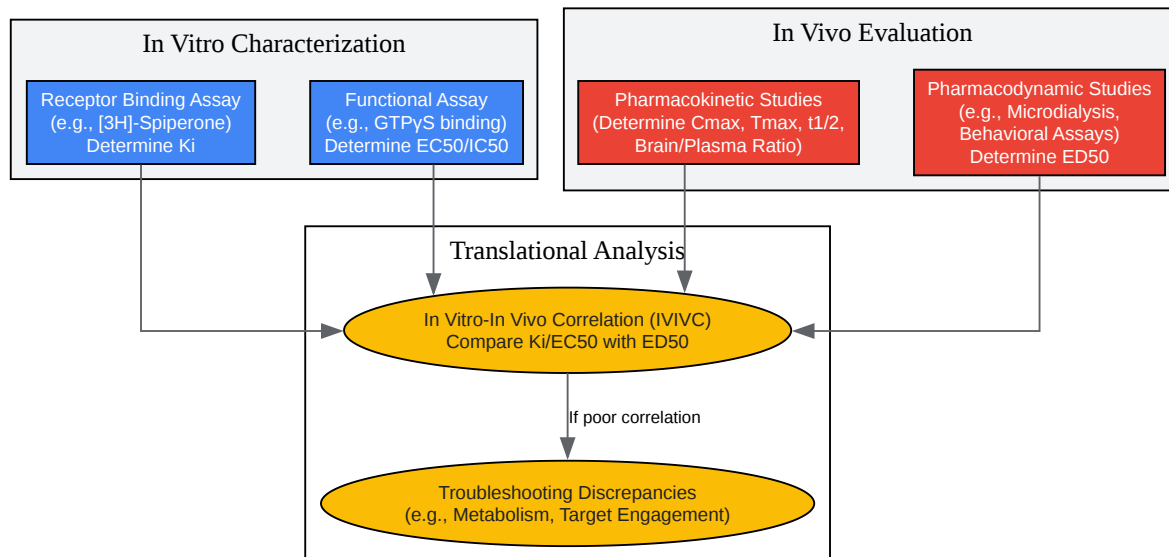 In Vitro Characterization
Receptor Binding Assay
(e.g., [3H]-Spiperone)
Determine Ki
Functional Assay
(e.g., GTPγS binding)
Determine EC50/IC50
In Vivo Evaluation
Pharmacokinetic Studies
(Determine Cmax, Tmax, t1/2,
Brain/Plasma Ratio)
Pharmacodynamic Studies
(e.g., Microdialysis,
Behavioral Assays)
Determine ED50
Translational Analysis
In Vitro-In Vivo Correlation (IVIVC)
Compare Ki/EC50 with ED50
If poor correlation
Troubleshooting Discrepancies
(e.g., Metabolism, Target Engagement)